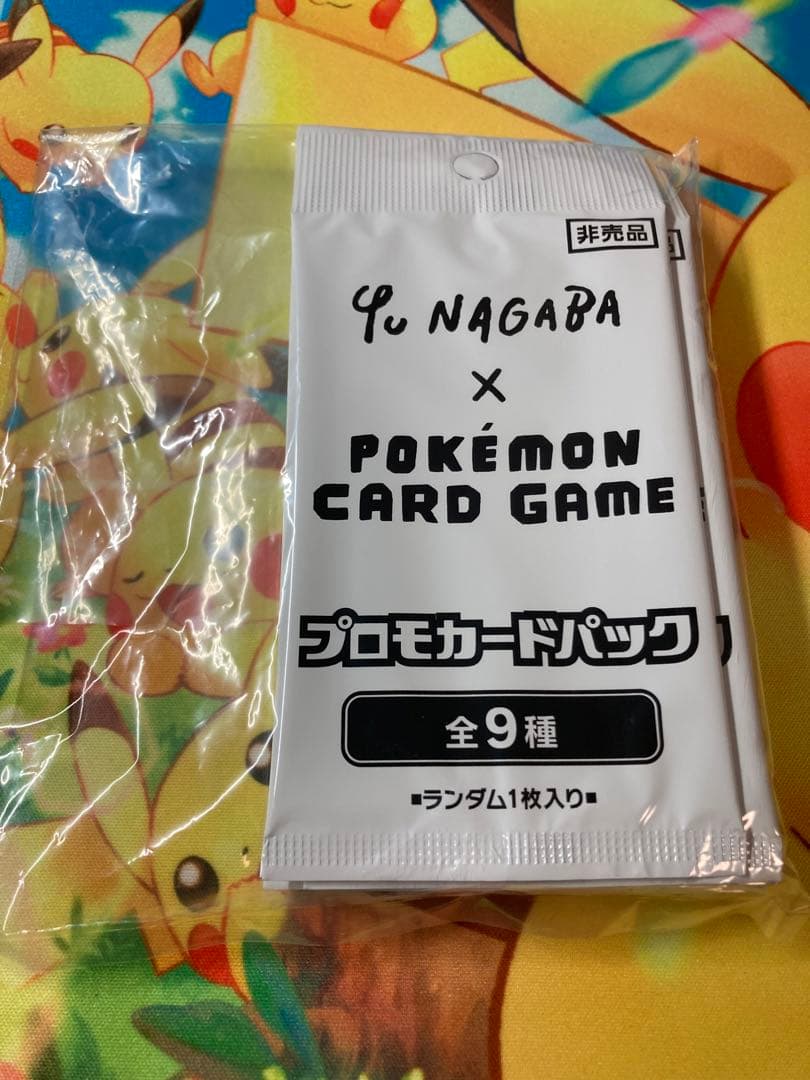 非売品
Yu NAGABA
×
POKÉMON
CARD GAME
プロモカードパック
全9種
■ランダム1枚入り■